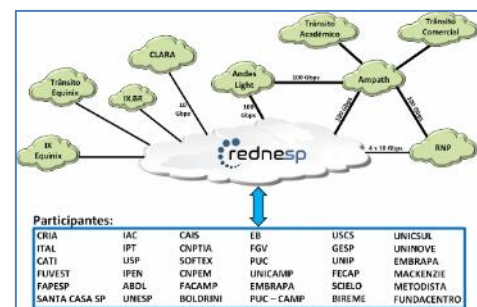 Trânsito Acadêmico
Trânsito Comercial
CLARA
Andes Light
100 Gbps
Ampath
Trânsito Equinix
IX.BR
10 Gbps
100 Gbps
100 Gbps
100 Gbps
IX Equinix
rednesp
4 x 10 Gbps
RNP
Participantes:
CRIA IAC CAIS EB USCS UNICSUL
ITAL IPT CNPTIA FGV GESP UNINOVE
CATI USP SOFTEX PUC UNIP EMBRAPA
FUVEST IPEN CNPEM UNICAMP FECAP MACKENZIE
FAPESP ABDL FACAMP EMBRAPA SCIELO METODISTA
SANTA CASA SP UNESP BOLDRINI PUC – CAMP BIREME FUNDACENTRO